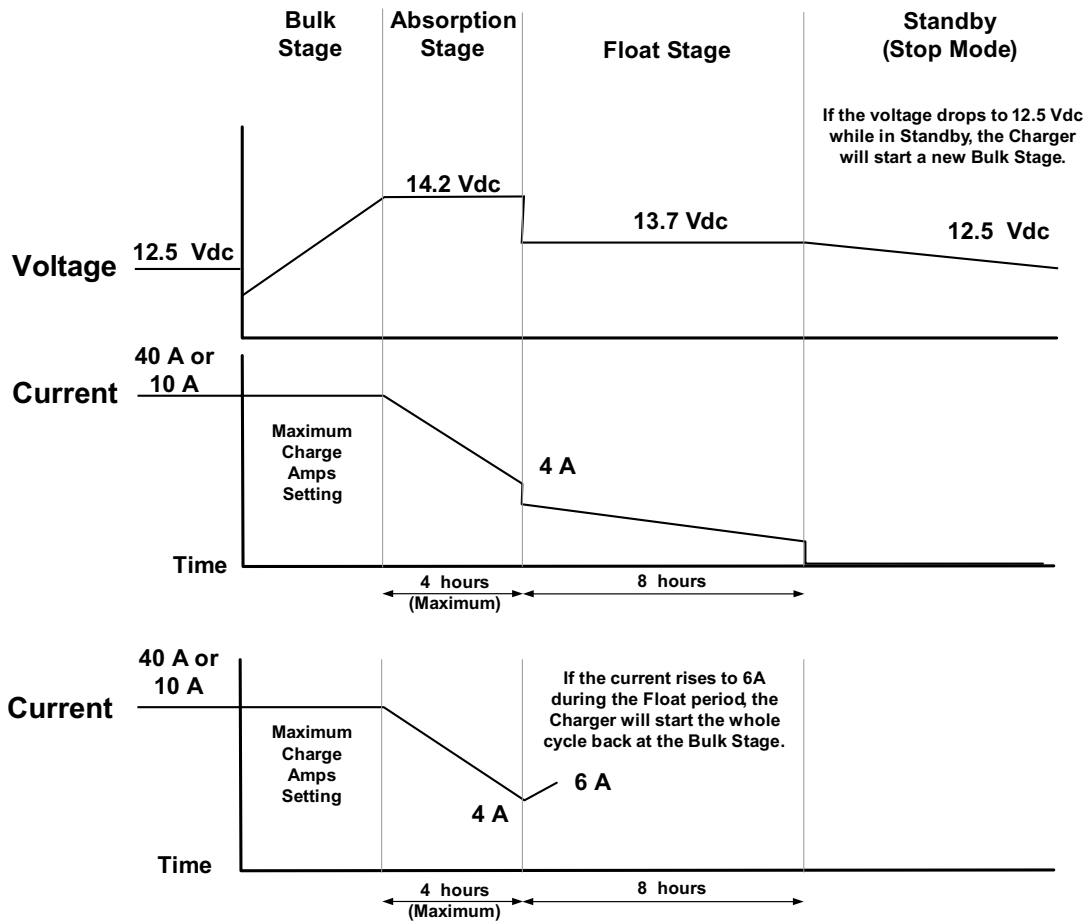 Bulk
Stage
Absorption
Stage
Float Stage
Standby
(Stop Mode)
If the voltage drops to 12.5 Vdc
while in Standby, the Charger
will start a new Bulk Stage.
Voltage
12.5 Vdc
14.2 Vdc
13.7 Vdc
12.5 Vdc
40 A or
10 A
Current
Maximum
Charge
Amps
Setting
4 A
Time
4 hours
(Maximum)
8 hours
40 A or
10 A
Current
Maximum
Charge
Amps
Setting
If the current rises to 6A
during the Float period, the
Charger will start the whole
cycle back at the Bulk Stage.
6 A
4 A
Time
4 hours
(Maximum)
8 hours